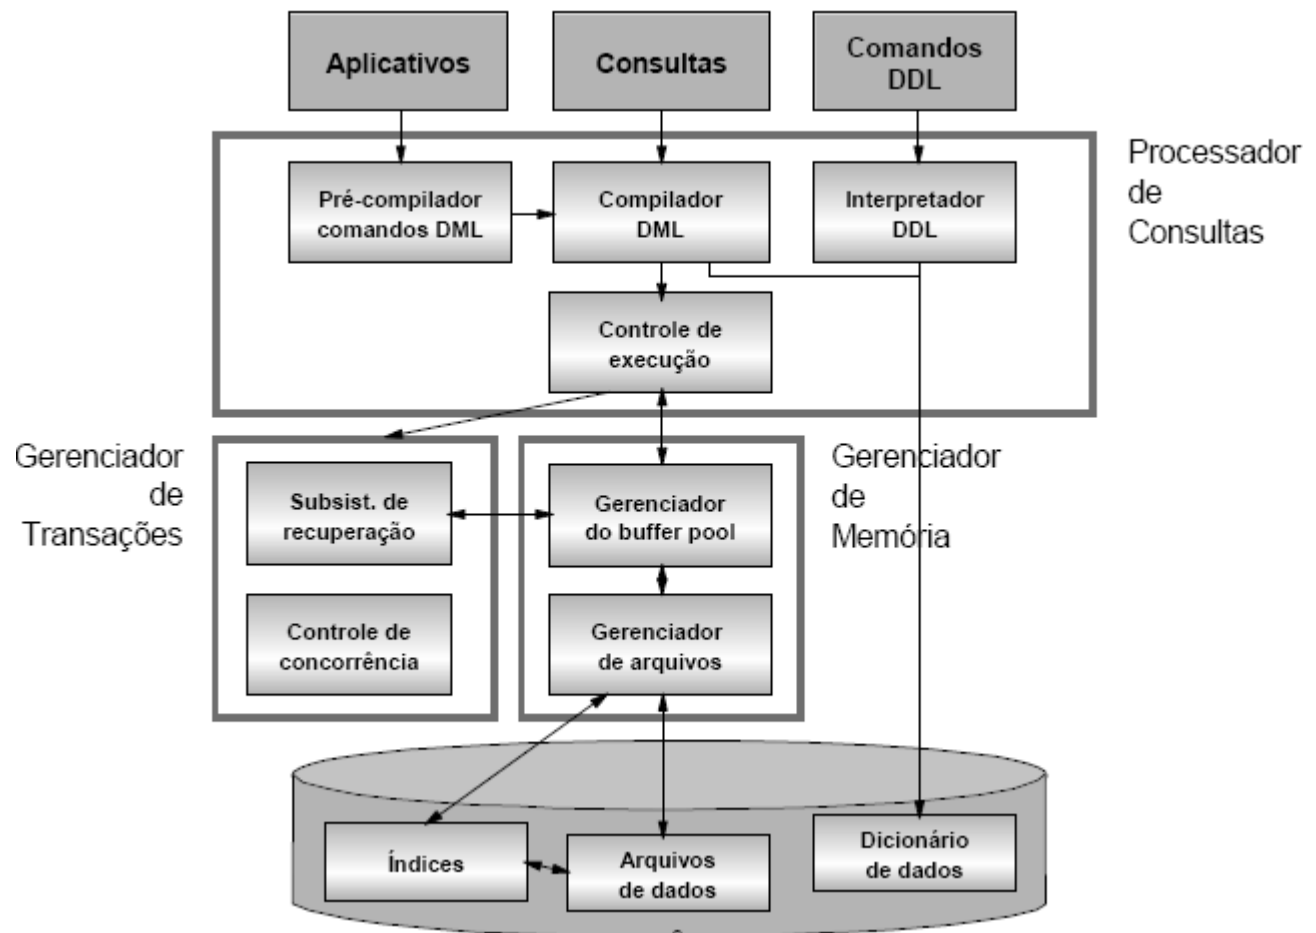 Aplicativos
Consultas
Comandos
DDL
Processador
de
Consultas
Pré-compilador
comandos DML
Compilador
DML
Interpretador
DDL
Controle de
execução
Gerenciador
de
Transações
Subsist. de
recuperação
Gerenciador
do buffer pool
Gerenciador
de
Memória
Controle de
concorrência
Gerenciador
de arquivos
Índices
Arquivos
de dados
Dicionário
de dados